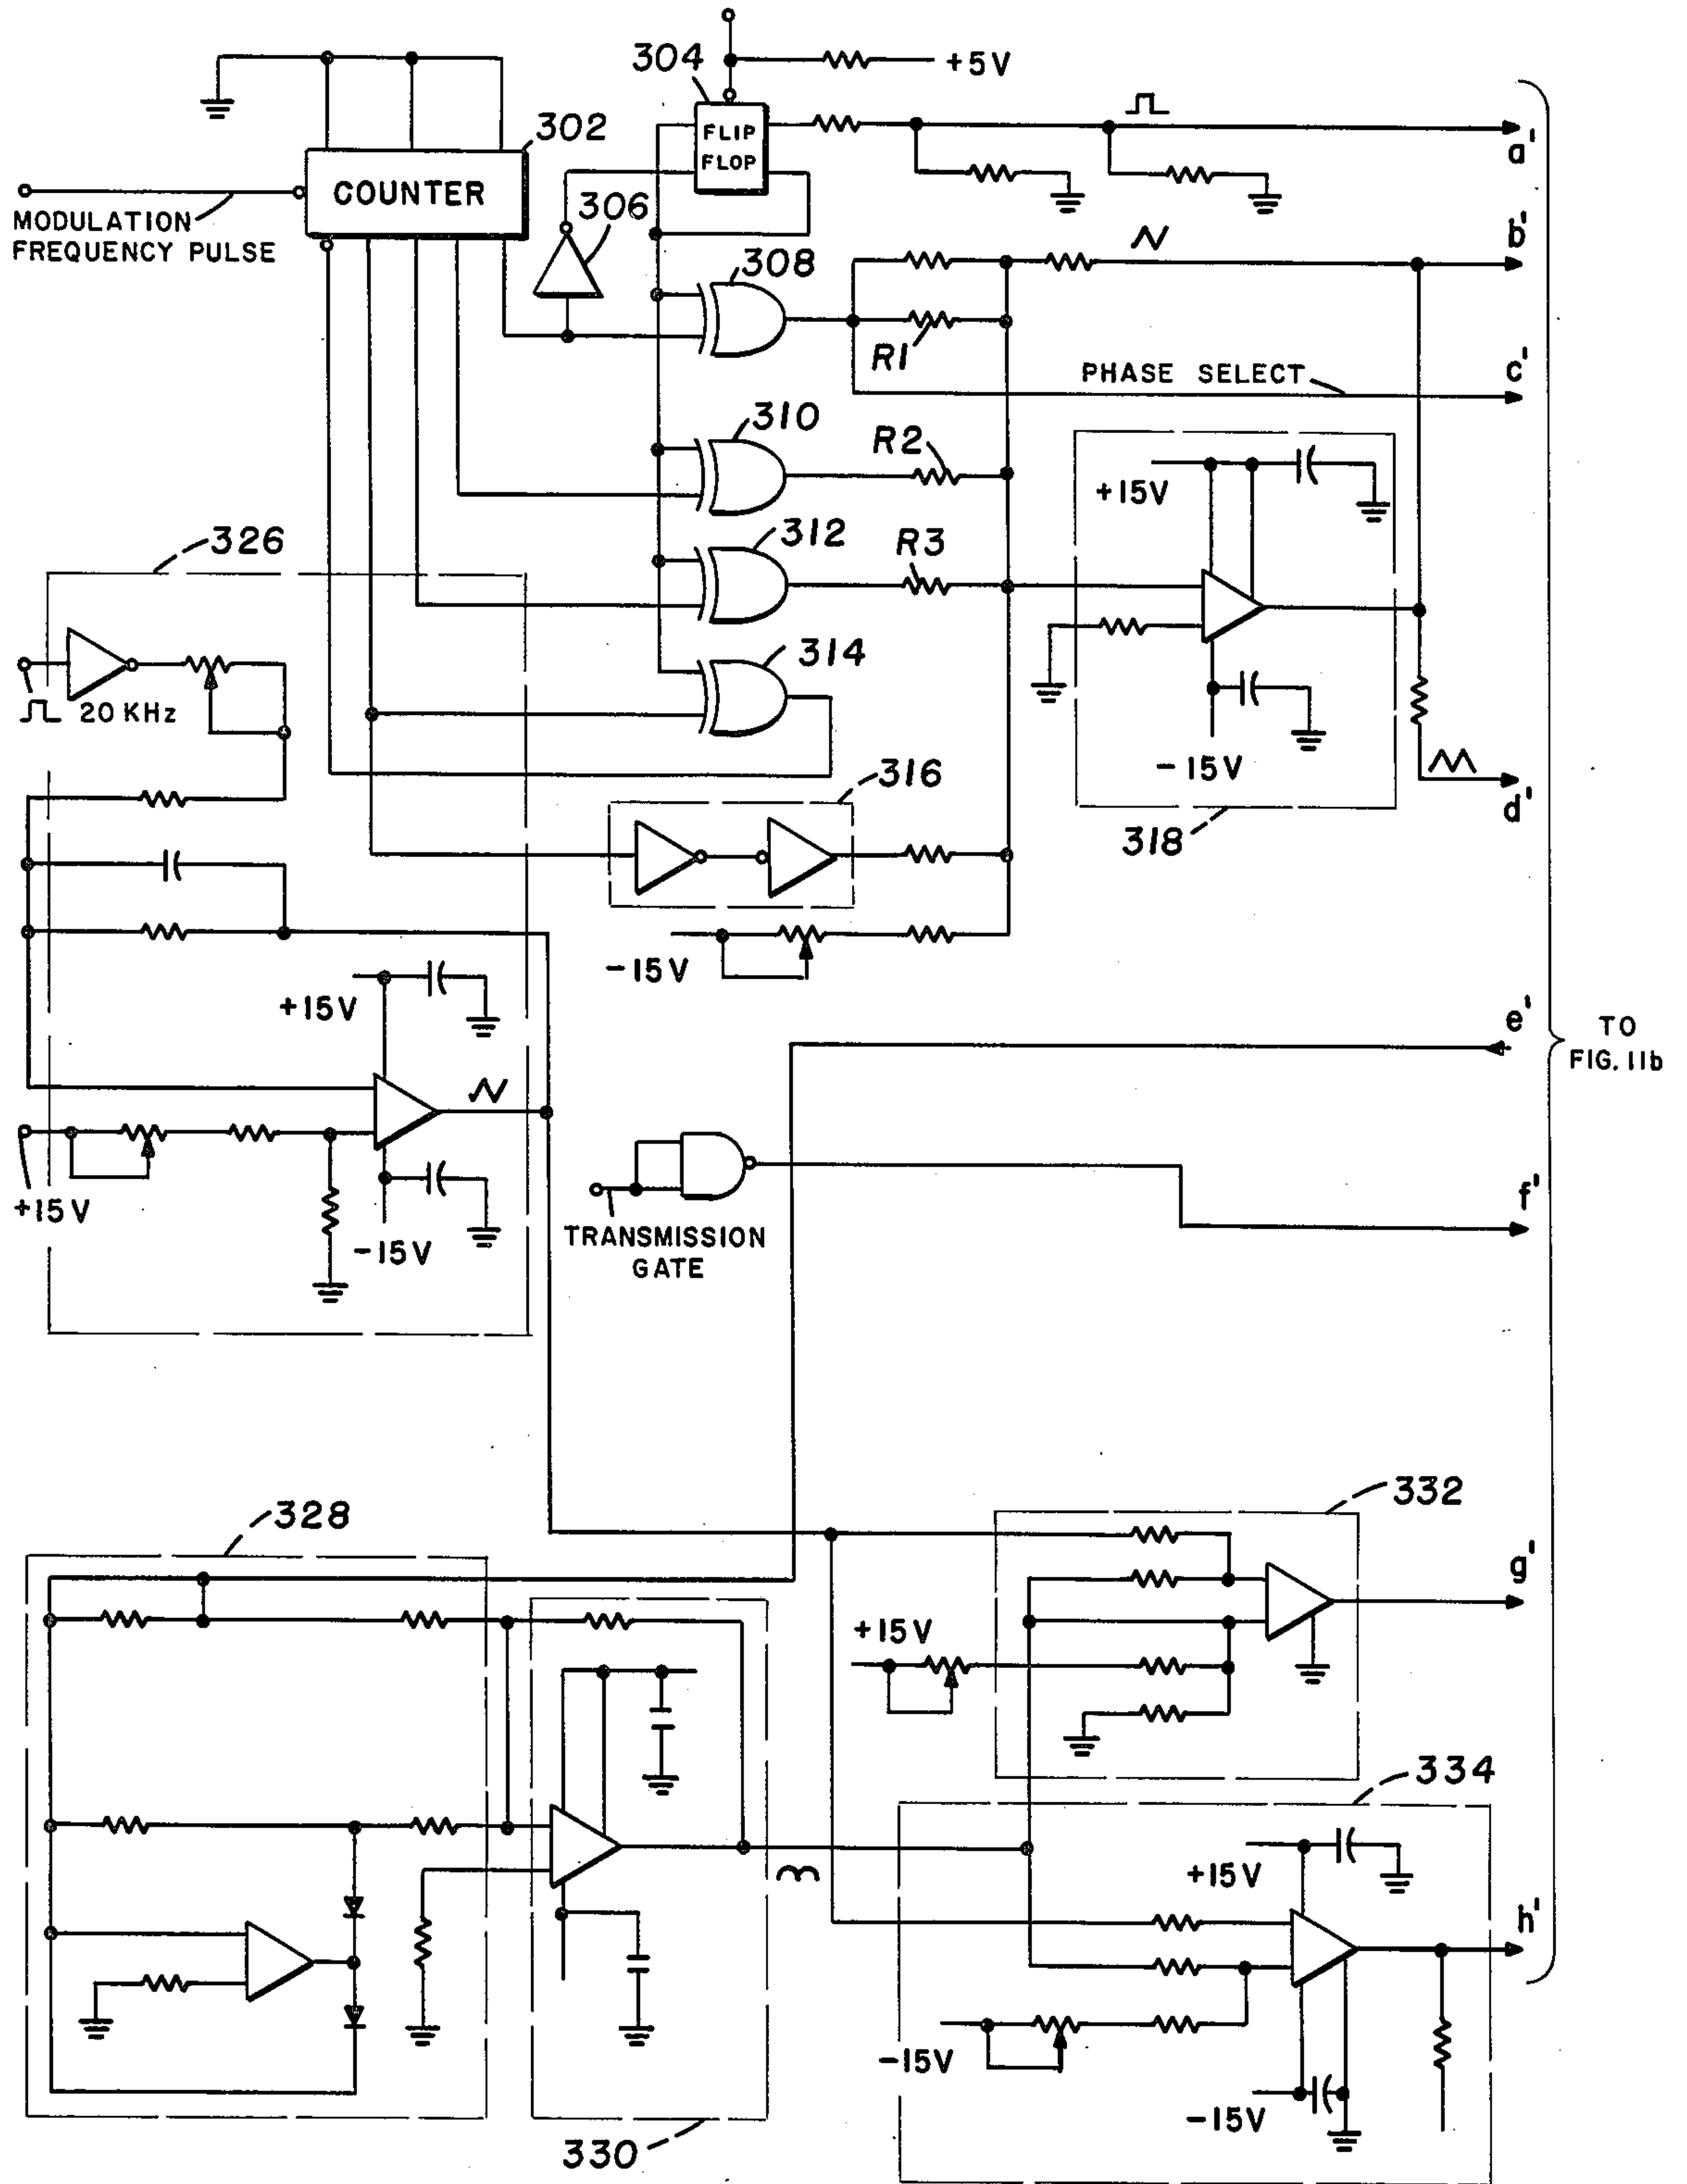 304
+5V
302
FLIP
FLOP
a'
COUNTER
306
MODULATION
FREQUENCY PULSE
308
b'
R1
PHASE SELECT
c'
310
R2
+15V
326
312
R3
314
20 KHz
-15V
316
318
d'
-15V
+15V
e'
TO
FIG. 11b
+15V
-15V
TRANSMISSION
GATE
f'
328
332
g'
+15V
334
+15V
h'
-15V
-15V
330